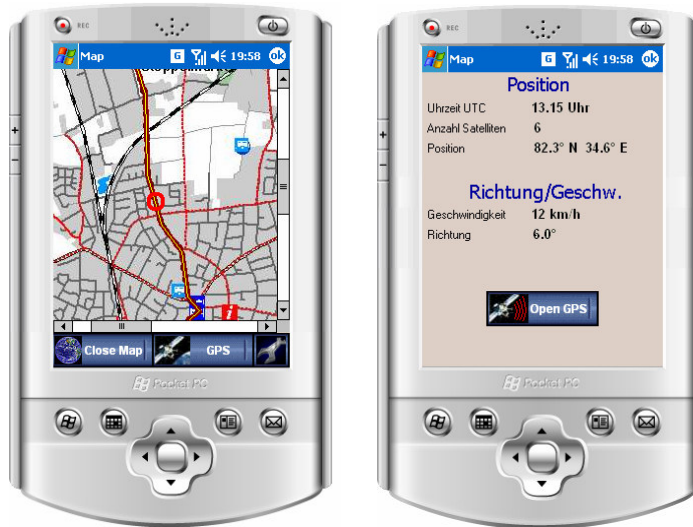 REC
Map G 19:58 ok
Close Map GPS
Pocket PC
REC
Map G 19:58 ok
Position
Uhrzeit UTC 13.15 Uhr
Anzahl Satelliten 6
Position 82.3° N 34.6° E
Richtung/Geschw.
Geschwindigkeit 12 km/h
Richtung 6.0°
Open GPS
Pocket PC